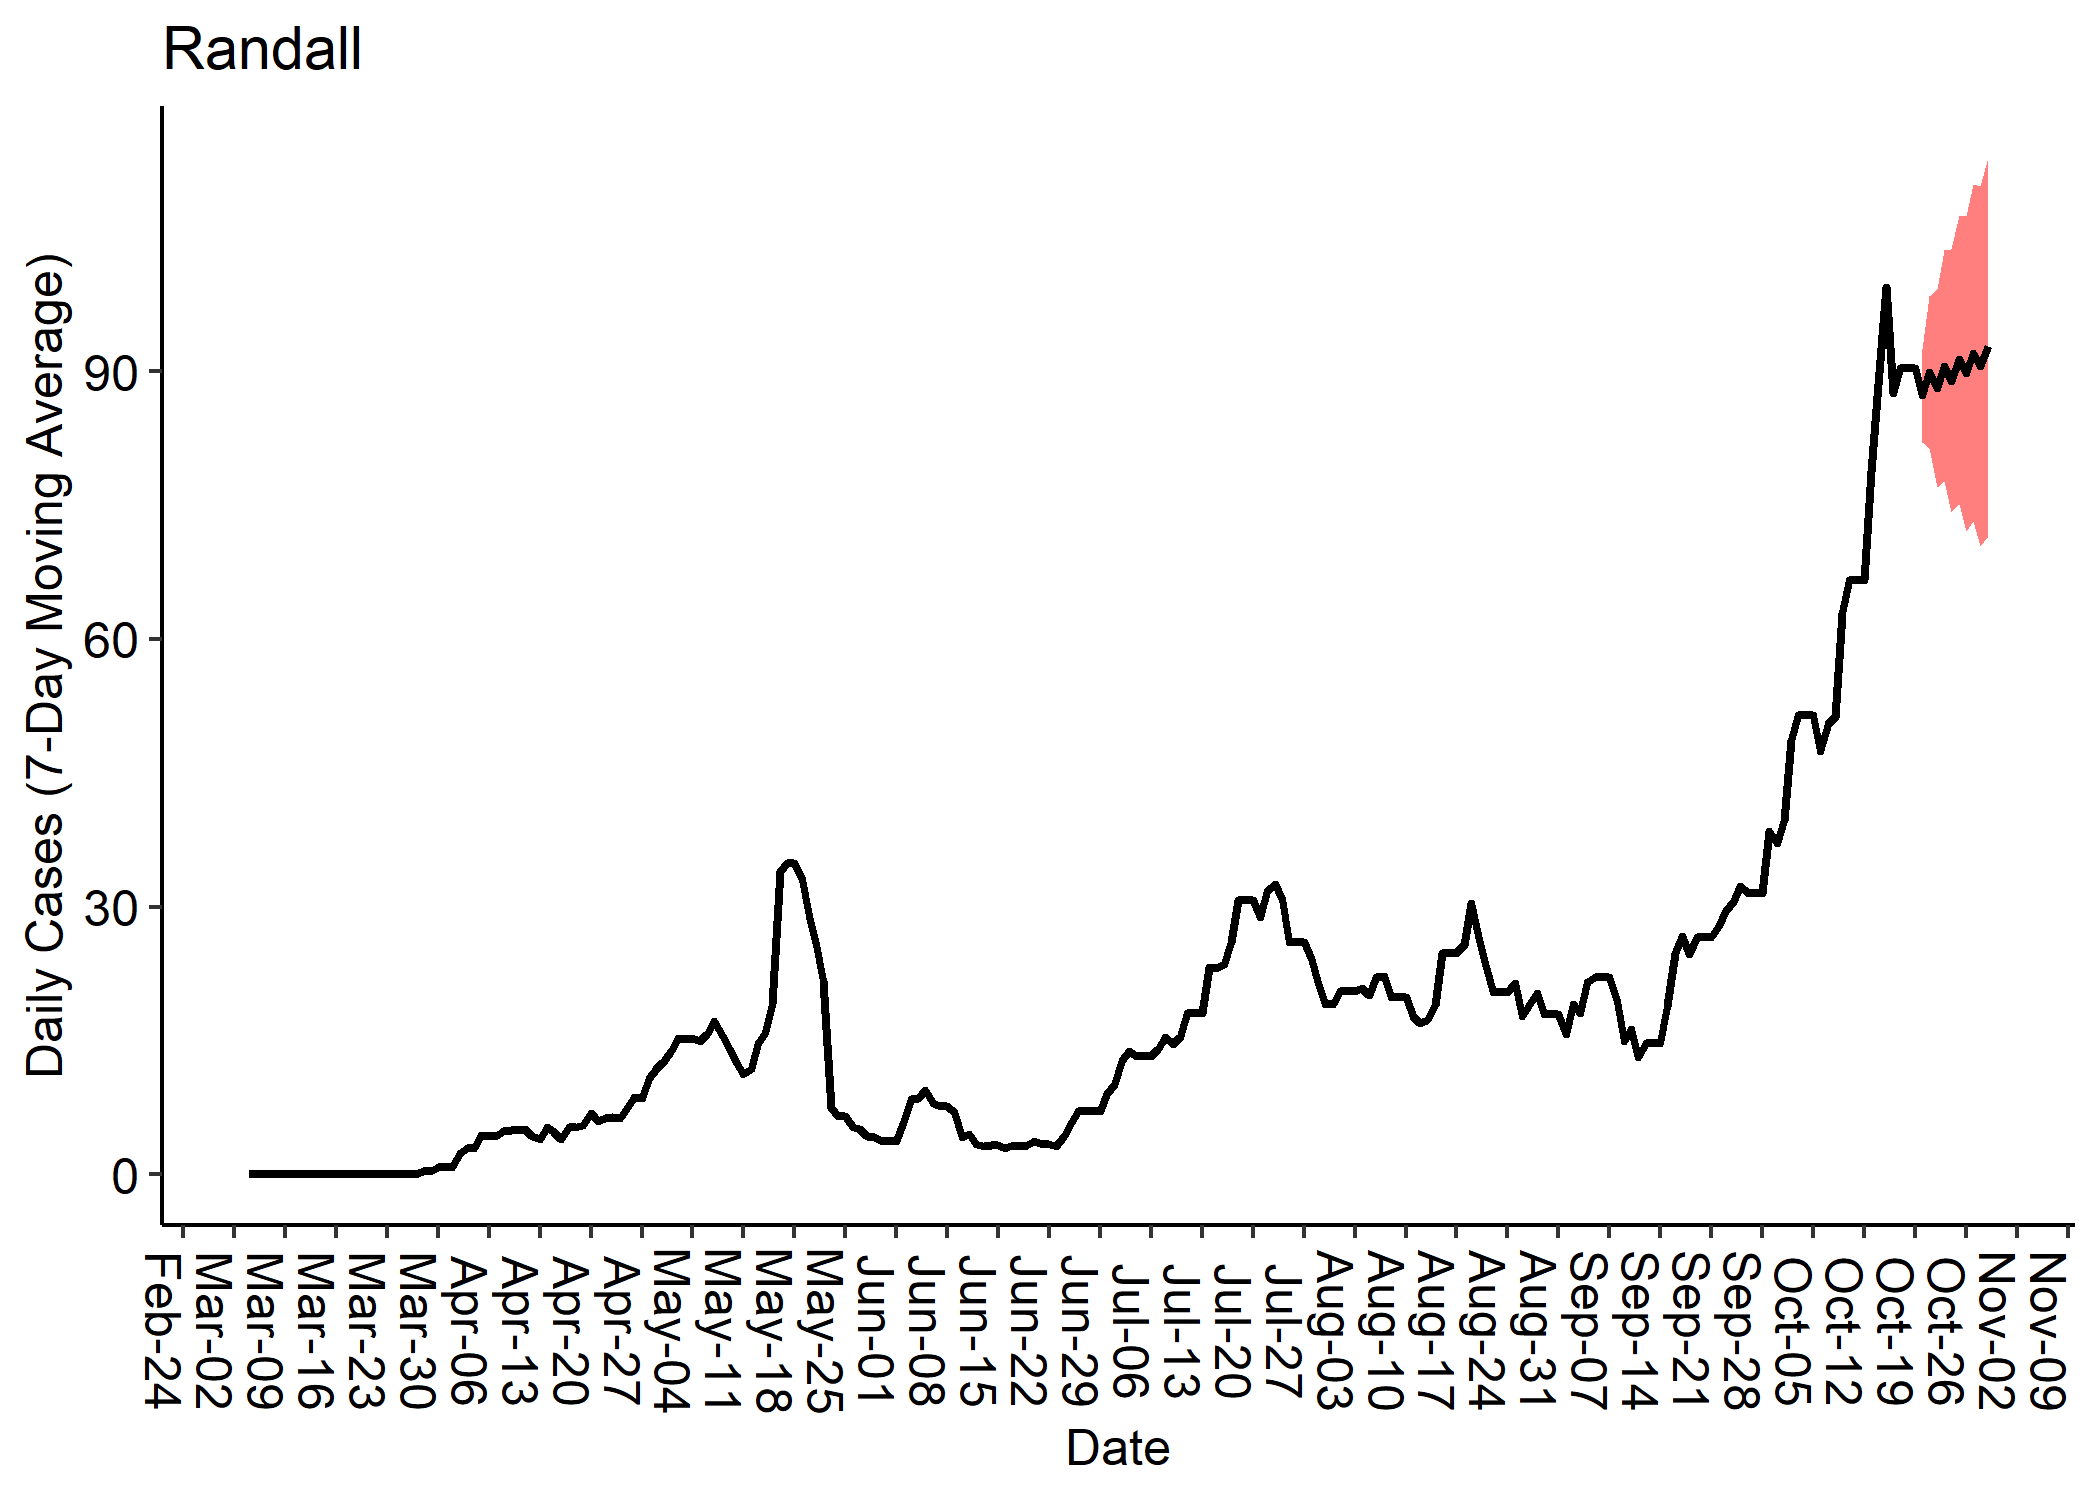 Randall
Daily Cases (7-Day Moving Average)
90
60
30
0
Feb-24
Mar-02
Mar-09
Mar-16
Mar-23
Mar-30
Apr-06
Apr-13
Apr-20
Apr-27
May-04
May-11
May-18
May-25
Jun-01
Jun-08
Jun-15
Jun-22
Jun-29
Jul-06
Jul-13
Jul-20
Jul-27
Aug-03
Aug-10
Aug-17
Aug-24
Aug-31
Sep-07
Sep-14
Sep-21
Sep-28
Oct-05
Oct-12
Oct-19
Oct-26
Nov-02
Nov-09
Date